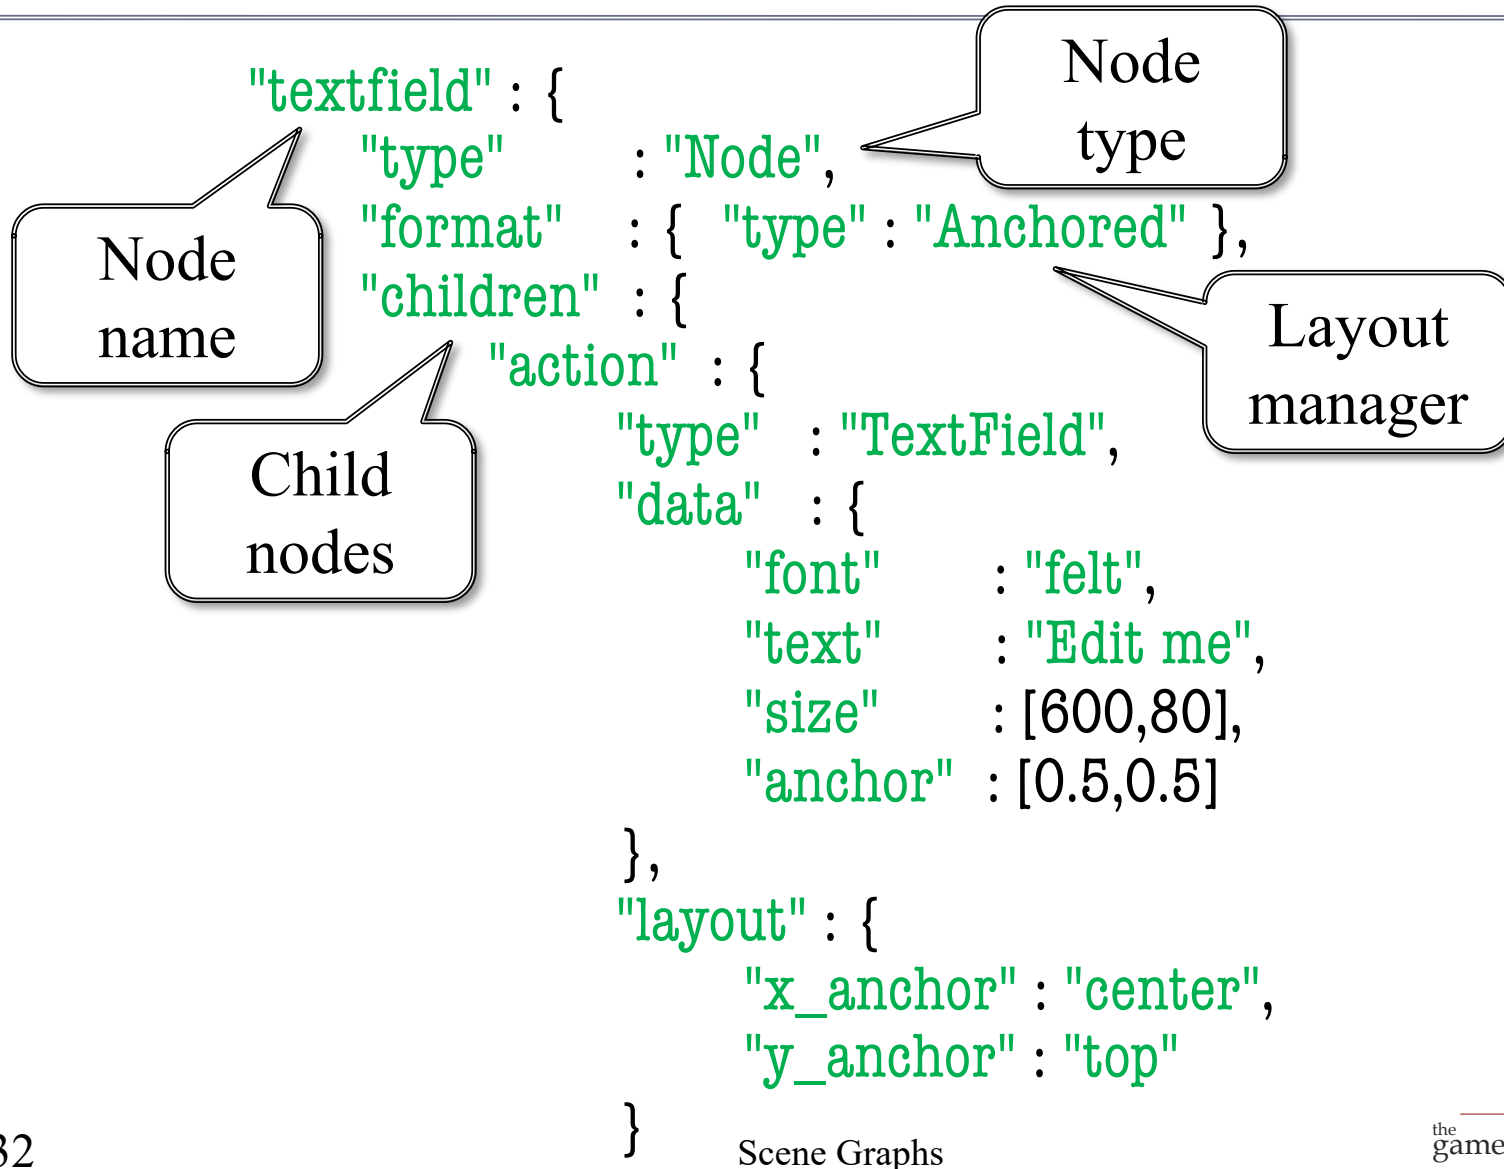 "textfield" : {
"type" : "Node",
"format" : { "type" : "Anchored" },
"children" : {
"action" : {
"type" : "TextField",
"data" : {
"font" : "felt",
"text" : "Edit me",
"size" : [600,80],
"anchor" : [0.5,0.5]
},
"layout" : {
"x_anchor" : "center",
"y_anchor" : "top"
}
Node
type
Node
name
Layout
manager
Child
nodes
32
Scene Graphs
the
game